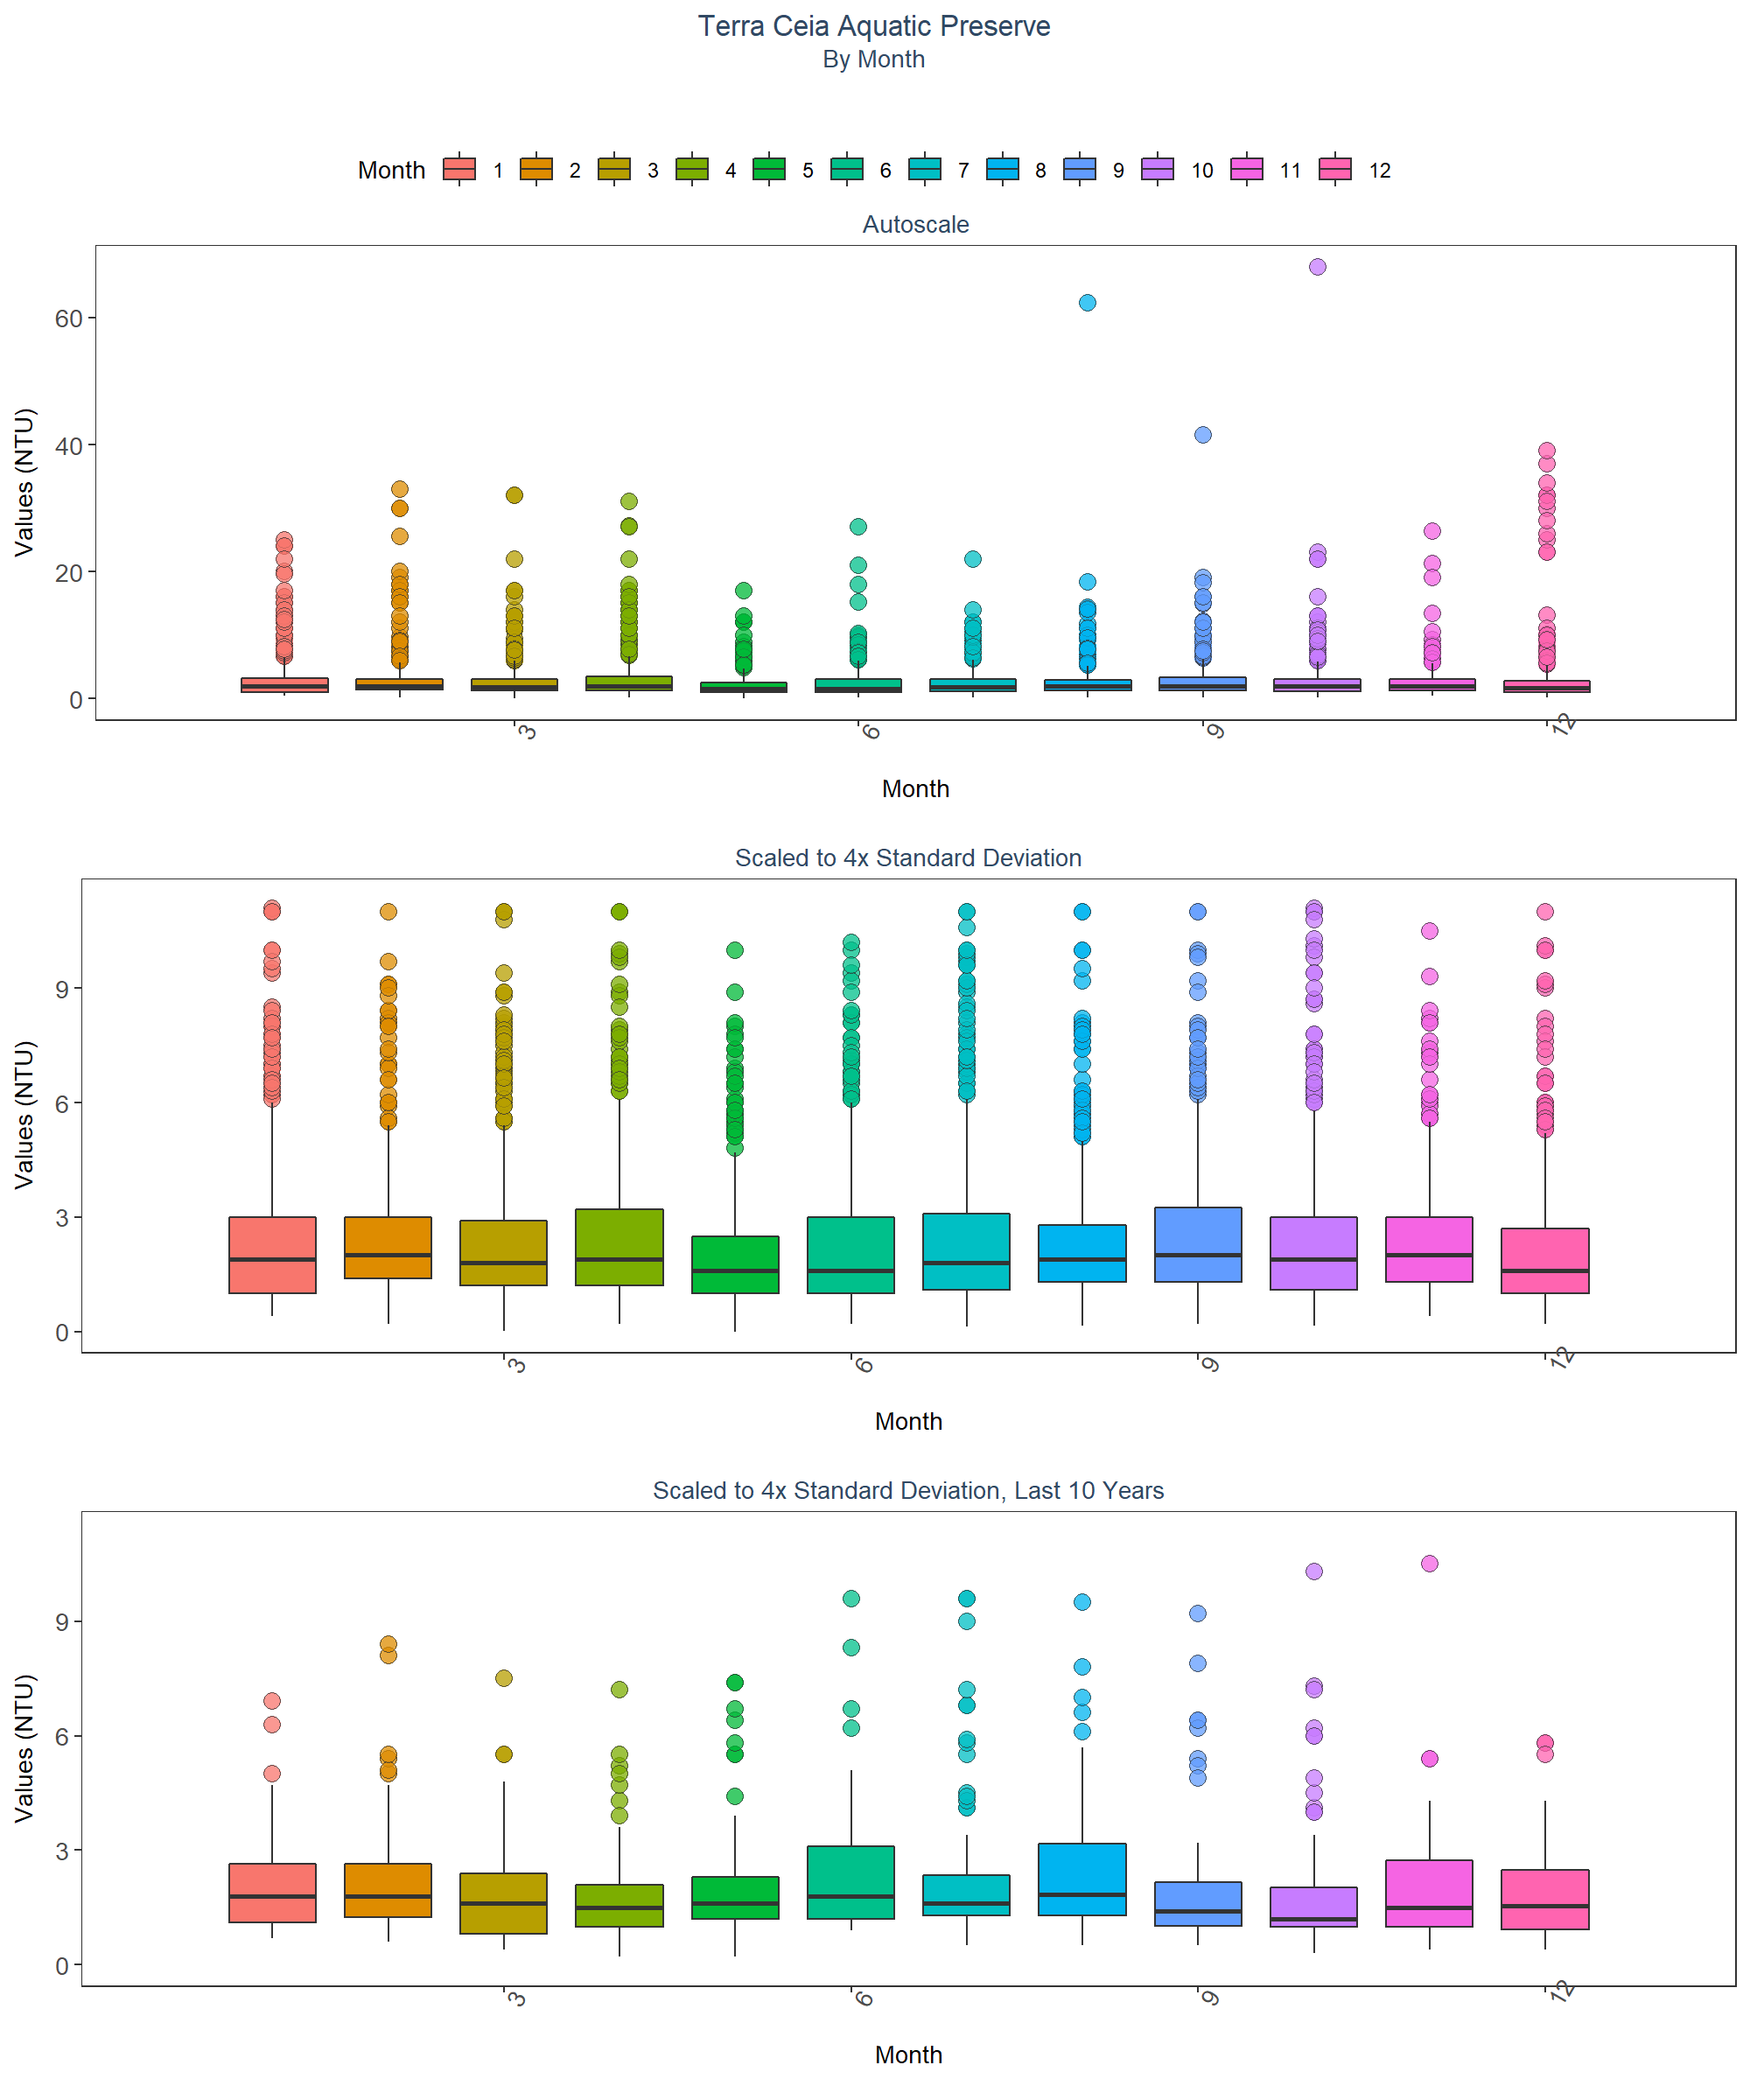 Terra Ceia Aquatic Preserve
By Month
Month 1 2 3 4 5 6 7 8 9 10 11 12
Autoscale
Values (NTU)
60
40
20
0
3 6 9 12
Month
Scaled to 4x Standard Deviation
Values (NTU)
9
6
3
0
3 6 9 12
Month
Scaled to 4x Standard Deviation, Last 10 Years
Values (NTU)
9
6
3
0
3 6 9 12
Month